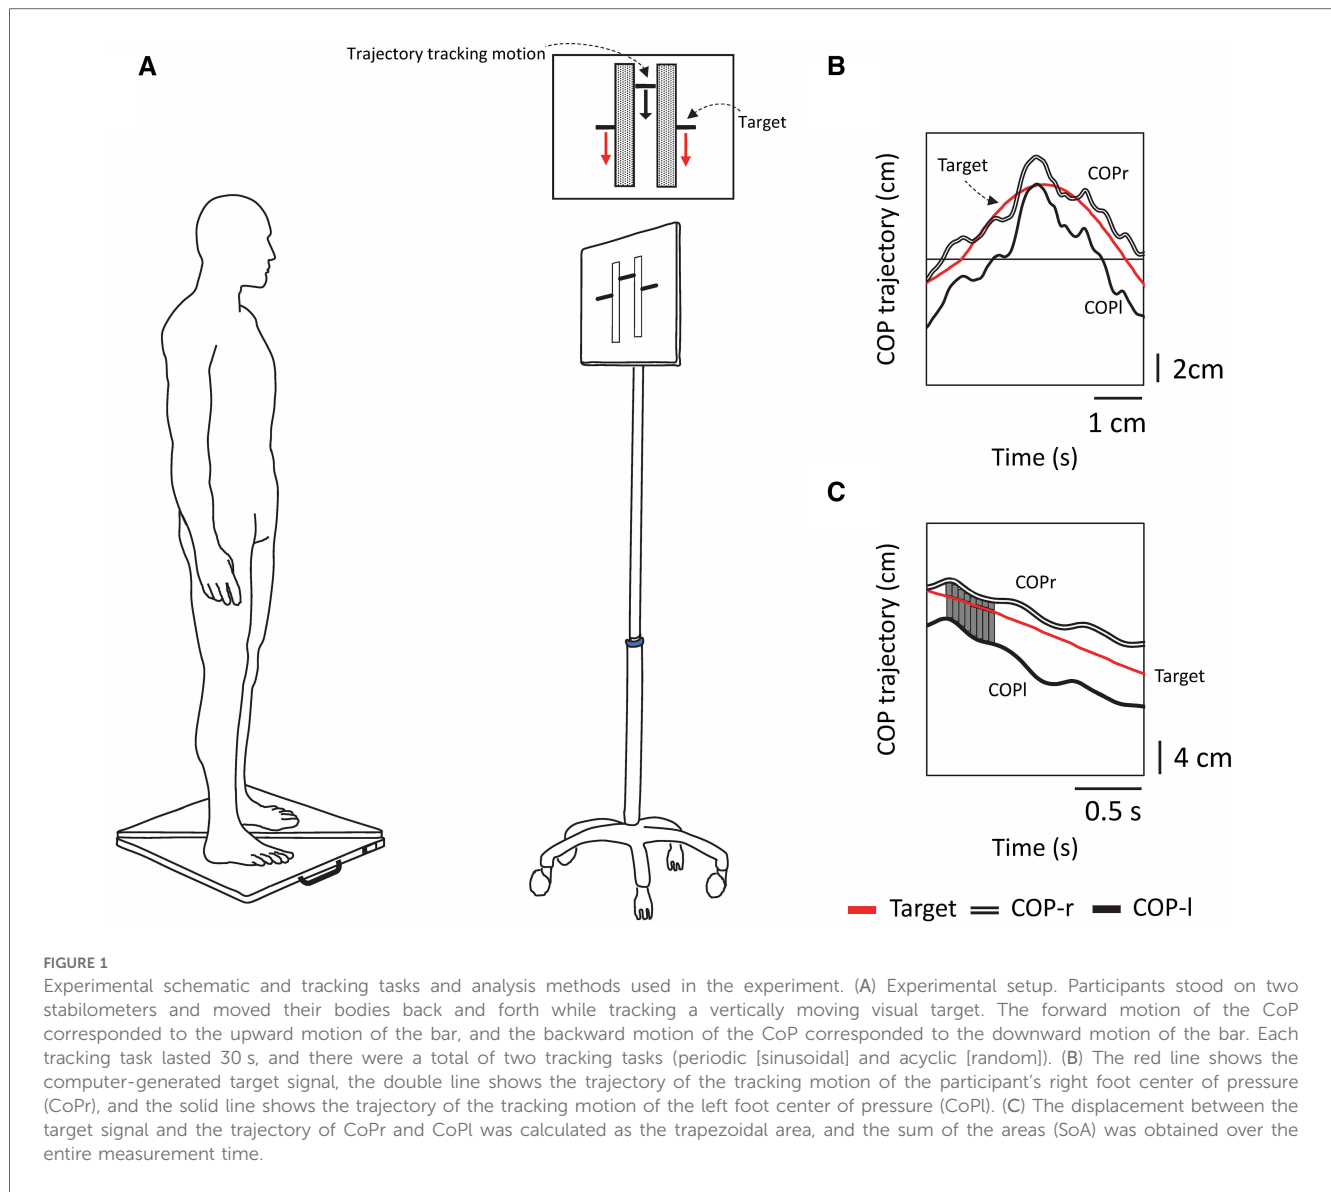 A
Trajectory tracking motion
Target
B
COP trajectory (cm)
Target
COPr
COPl
2cm
1 cm
Time (s)
C
COP trajectory (cm)
COPr
COPl
Target
4 cm
0.5 s
Time (s)
Target COP-r COP-l
FIGURE 1
Experimental schematic and tracking tasks and analysis methods used in the experiment. (A) Experimental setup. Participants stood on two
stabilometers and moved their bodies back and forth while tracking a vertically moving visual target. The forward motion of the CoP
corresponded to the upward motion of the bar, and the backward motion of the CoP corresponded to the downward motion of the bar. Each
tracking task lasted 30 s, and there were a total of two tracking tasks (periodic [sinusoidal] and acyclic [random]). (B) The red line shows the
computer-generated target signal, the double line shows the trajectory of the tracking motion of the participant's right foot center of pressure
(CoPr), and the solid line shows the trajectory of the tracking motion of the left foot center of pressure (CoPl). (C) The displacement between the
target signal and the trajectory of CoPr and CoPl was calculated as the trapezoidal area, and the sum of the areas (SoA) was obtained over the
entire measurement time.